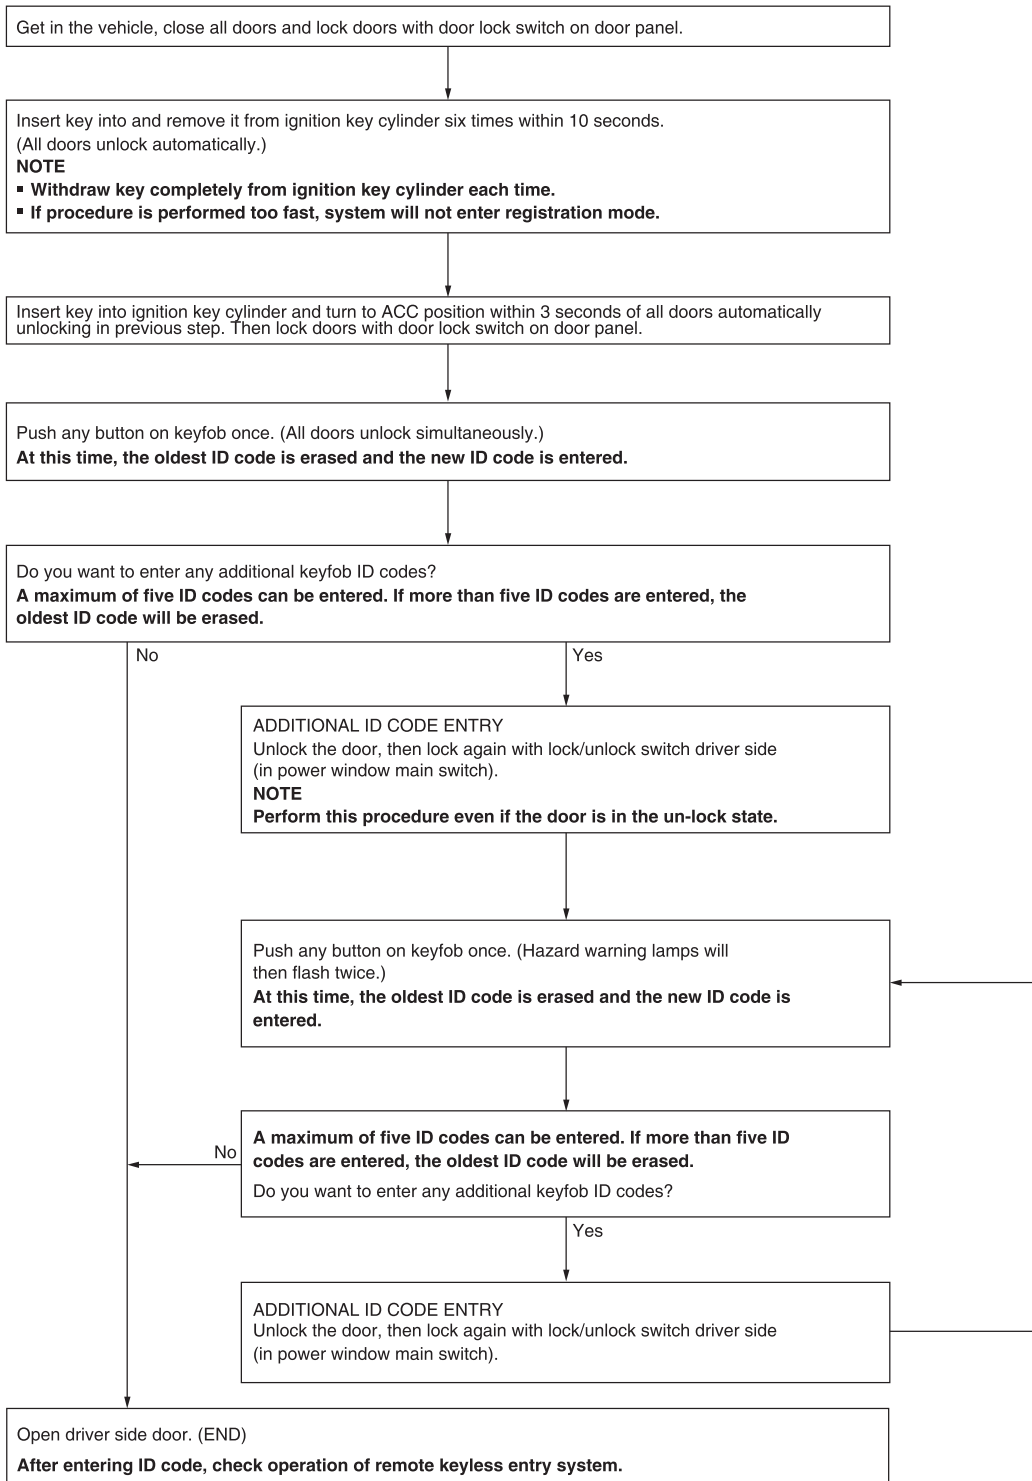 Get in the vehicle, close all doors and lock doors with door lock switch on door panel.
Insert key into and remove it from ignition key cylinder six times within 10 seconds.
(All doors unlock automatically.)
NOTE
▪ Withdraw key completely from ignition key cylinder each time.
▪ If procedure is performed too fast, system will not enter registration mode.
Insert key into ignition key cylinder and turn to ACC position within 3 seconds of all doors automatically
unlocking in previous step. Then lock doors with door lock switch on door panel.
Push any button on keyfob once. (All doors unlock simultaneously.)
At this time, the oldest ID code is erased and the new ID code is entered.
Do you want to enter any additional keyfob ID codes?
A maximum of five ID codes can be entered. If more than five ID codes are entered, the
oldest ID code will be erased.
No
Yes
ADDITIONAL ID CODE ENTRY
Unlock the door, then lock again with lock/unlock switch driver side
(in power window main switch).
NOTE
Perform this procedure even if the door is in the un-lock state.
Push any button on keyfob once. (Hazard warning lamps will
then flash twice.)
At this time, the oldest ID code is erased and the new ID code is
entered.
No
A maximum of five ID codes can be entered. If more than five ID
codes are entered, the oldest ID code will be erased.
Do you want to enter any additional keyfob ID codes?
Yes
ADDITIONAL ID CODE ENTRY
Unlock the door, then lock again with lock/unlock switch driver side
(in power window main switch).
Open driver side door. (END)
After entering ID code, check operation of remote keyless entry system.